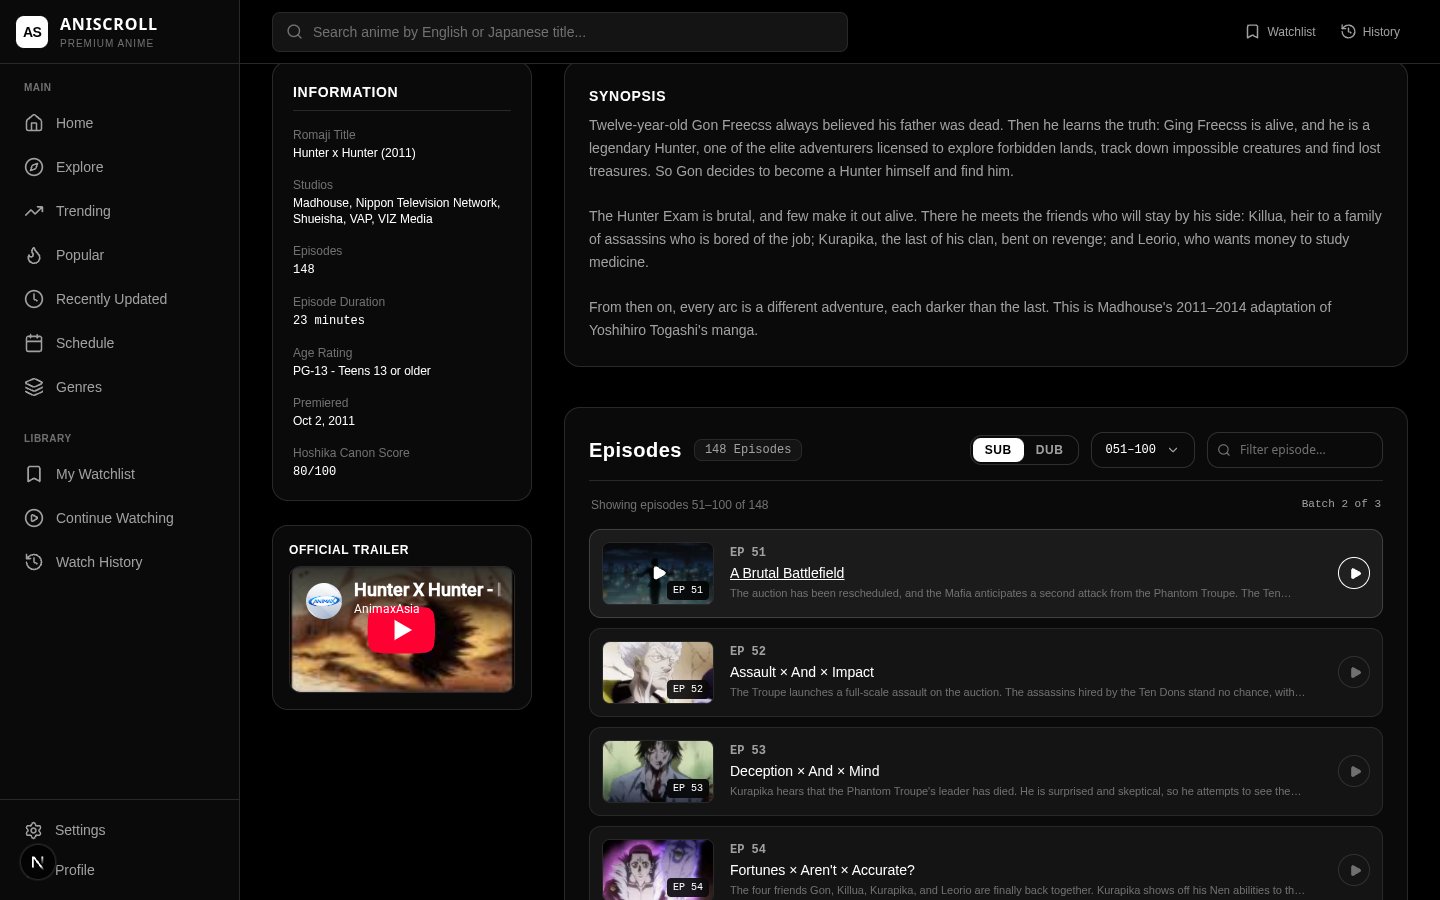 AS
ANISCROLL
PREMIUM ANIME
Search anime by English or Japanese title...
Watchlist
History
MAIN
Home
Explore
Trending
Popular
Recently Updated
Schedule
Genres
LIBRARY
My Watchlist
Continue Watching
Watch History
Settings
N
Profile
INFORMATION
Romaji Title
Hunter x Hunter (2011)
Studios
Madhouse, Nippon Television Network,
Shueisha, VAP, VIZ Media
Episodes
148
Episode Duration
23 minutes
Age Rating
PG-13 - Teens 13 or older
Premiered
Oct 2, 2011
Hoshika Canon Score
80/100
OFFICIAL TRAILER
Hunter X Hunter -
ANIMAX
AnimaxAsia
SYNOPSIS
Twelve-year-old Gon Freecss always believed his father was dead. Then he learns the truth: Ging Freecss is alive, and he is a
legendary Hunter, one of the elite adventurers licensed to explore forbidden lands, track down impossible creatures and find lost
treasures. So Gon decides to become a Hunter himself and find him.
The Hunter Exam is brutal, and few make it out alive. There he meets the friends who will stay by his side: Killua, heir to a family
of assassins who is bored of the job; Kurapika, the last of his clan, bent on revenge; and Leorio, who wants money to study
medicine.
From then on, every arc is a different adventure, each darker than the last. This is Madhouse's 2011–2014 adaptation of
Yoshihiro Togashi's manga.
Episodes
148 Episodes
SUB
DUB
051–100
Filter episode...
Showing episodes 51–100 of 148
Batch 2 of 3
EP 51
EP 51
A Brutal Battlefield
The auction has been rescheduled, and the Mafia anticipates a second attack from the Phantom Troupe. The Ten…
EP 52
EP 52
Assault × And × Impact
The Troupe launches a full-scale assault on the auction. The assassins hired by the Ten Dons stand no chance, with…
EP 53
EP 53
Deception × And × Mind
Kurapika hears that the Phantom Troupe's leader has died. He is surprised and skeptical, so he attempts to see the…
EP 54
EP 54
Fortunes × Aren't × Accurate?
The four friends Gon, Killua, Kurapika, and Leorio are finally back together. Kurapika shows off his Nen abilities to th…